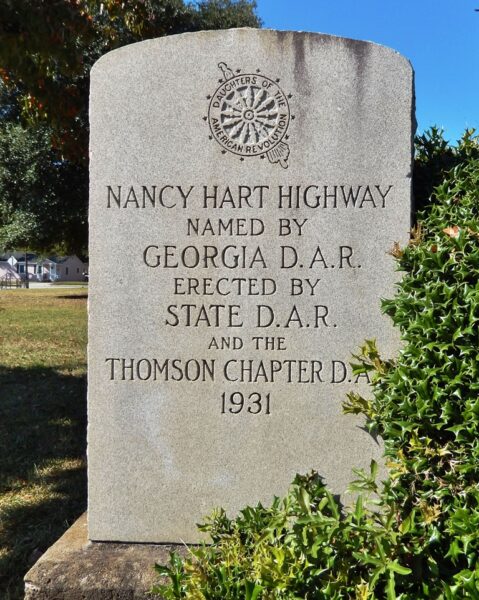 DAUGHTERS OF THE
AMERICAN REVOLUTION
NANCY HART HIGHWAY
NAMED BY
GEORGIA D.A.R.
ERECTED BY
STATE D.A.R.
AND THE
THOMSON CHAPTER D.A.
1931